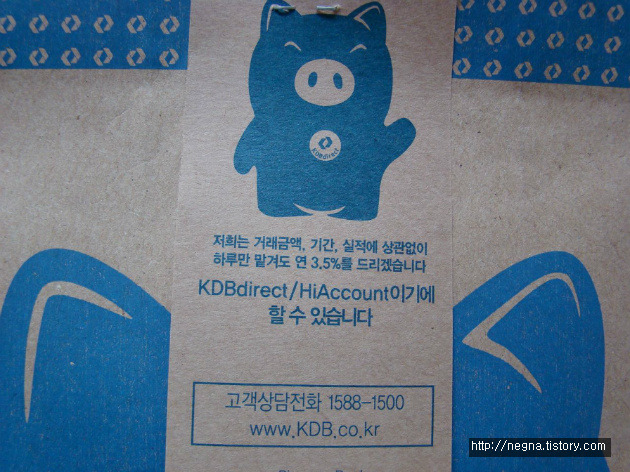 KDBdirect
저희는 거래금액, 기간, 실적에 상관없이
하루만 맡겨도 연 3.5%를 드리겠습니다
KDBdirect/HiAccount이기에
할 수 있습니다
고객상담전화 1588-1500
www.KDB.co.kr
http://negna.tistory.com